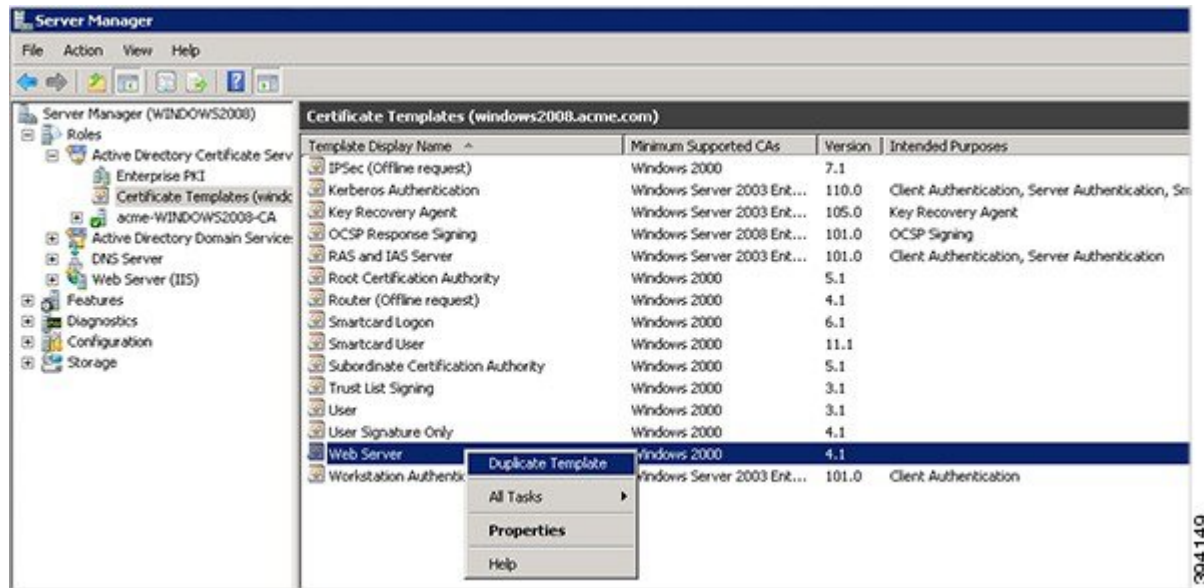 Server Manager
File Action View Help
Server Manager (WINDOWS2008)
Roles
Active Directory Certificate Serv
Enterprise PKI
Certificate Templates (windc
acme-WINDOWS2008-CA
Active Directory Domain Service:
DNS Server
Web Server (IIS)
Features
Diagnostics
Configuration
Storage
Certificate Templates (windows2008.acme.com)
Template Display Name Minimum Supported CAs Version Intended Purposes
IPSec (Offline request) Windows 2000 7.1
Kerberos Authentication Windows Server 2003 Ent... 110.0 Client Authentication, Server Authentication, Sm
Key Recovery Agent Windows Server 2003 Ent... 105.0 Key Recovery Agent
OCSP Response Signing Windows Server 2008 Ent... 101.0 OCSP Signing
RAS and IAS Server Windows Server 2003 Ent... 101.0 Client Authentication, Server Authentication
Root Certification Authority Windows 2000 5.1
Router (Offline request) Windows 2000 4.1
Smartcard Logon Windows 2000 6.1
Smartcard User Windows 2000 11.1
Subordinate Certification Authority Windows 2000 5.1
Trust List Signing Windows 2000 3.1
User Windows 2000 3.1
User Signature Only Windows 2000 4.1
Web Server Windows 2000 4.1
Workstation Authentic Windows Server 2003 Ent... 101.0 Client Authentication
Duplicate Template
All Tasks
Properties
Help